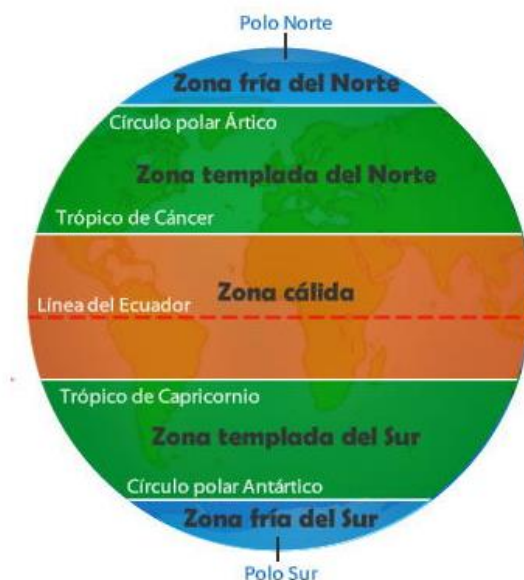 Polo Norte
Zona fría del Norte
Círculo polar Ártico
Zona templada del Norte
Trópico de Cáncer
Zona cálida
Línea del Ecuador
Trópico de Capricornio
Zona templada del Sur
Círculo polar Antártico
Zona fría del Sur
Polo Sur